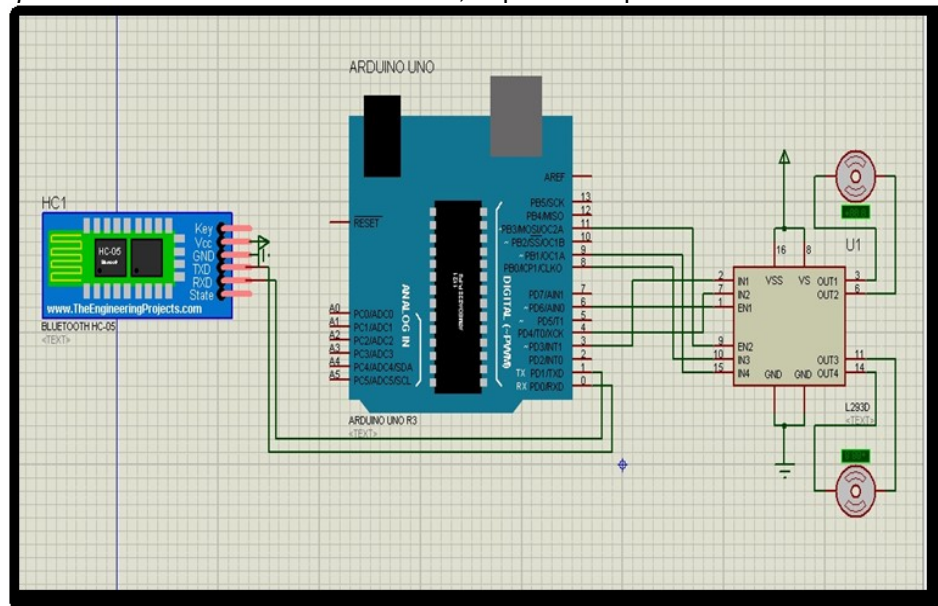 ARDUINO UNO
HC1
HC-05
Key
Vcc
GND
TXD
RXD
State
www.TheEngineeringProjects.com
BLUETOOTH HC-05
<TEXT>
RESET
AREF
13
PB5/SCK
12
PB4/MISO
11
~PB3/MOSI/OC2A
10
~PB2/SS/OC1B
9
~PB1/OC1A
8
PB0/ICP1/CLKO
7
PD7/AIN1
6
~PD6/AIN0
5
~PD5/T1
4
PD4/T0/XCK
3
~PD3/INT1
2
PD2/INT0
1
TX PD1/TXD
0
RX PD0/RXD
DIGITAL (~PWM)
ANALOG IN
A0 PC0/ADC0
A1 PC1/ADC1
A2 PC2/ADC2
A3 PC3/ADC3
A4 PC4/ADC4/SDA
A5 PC5/ADC5/SCL
ARDUINO UNO R3
<TEXT>
U1
16
8
2 IN1
7 IN2
1 EN1
9 EN2
10 IN3
15 IN4
VSS
VS
OUT1 3
OUT2 6
OUT3 11
OUT4 14
GND
GND
L293D
<TEXT>